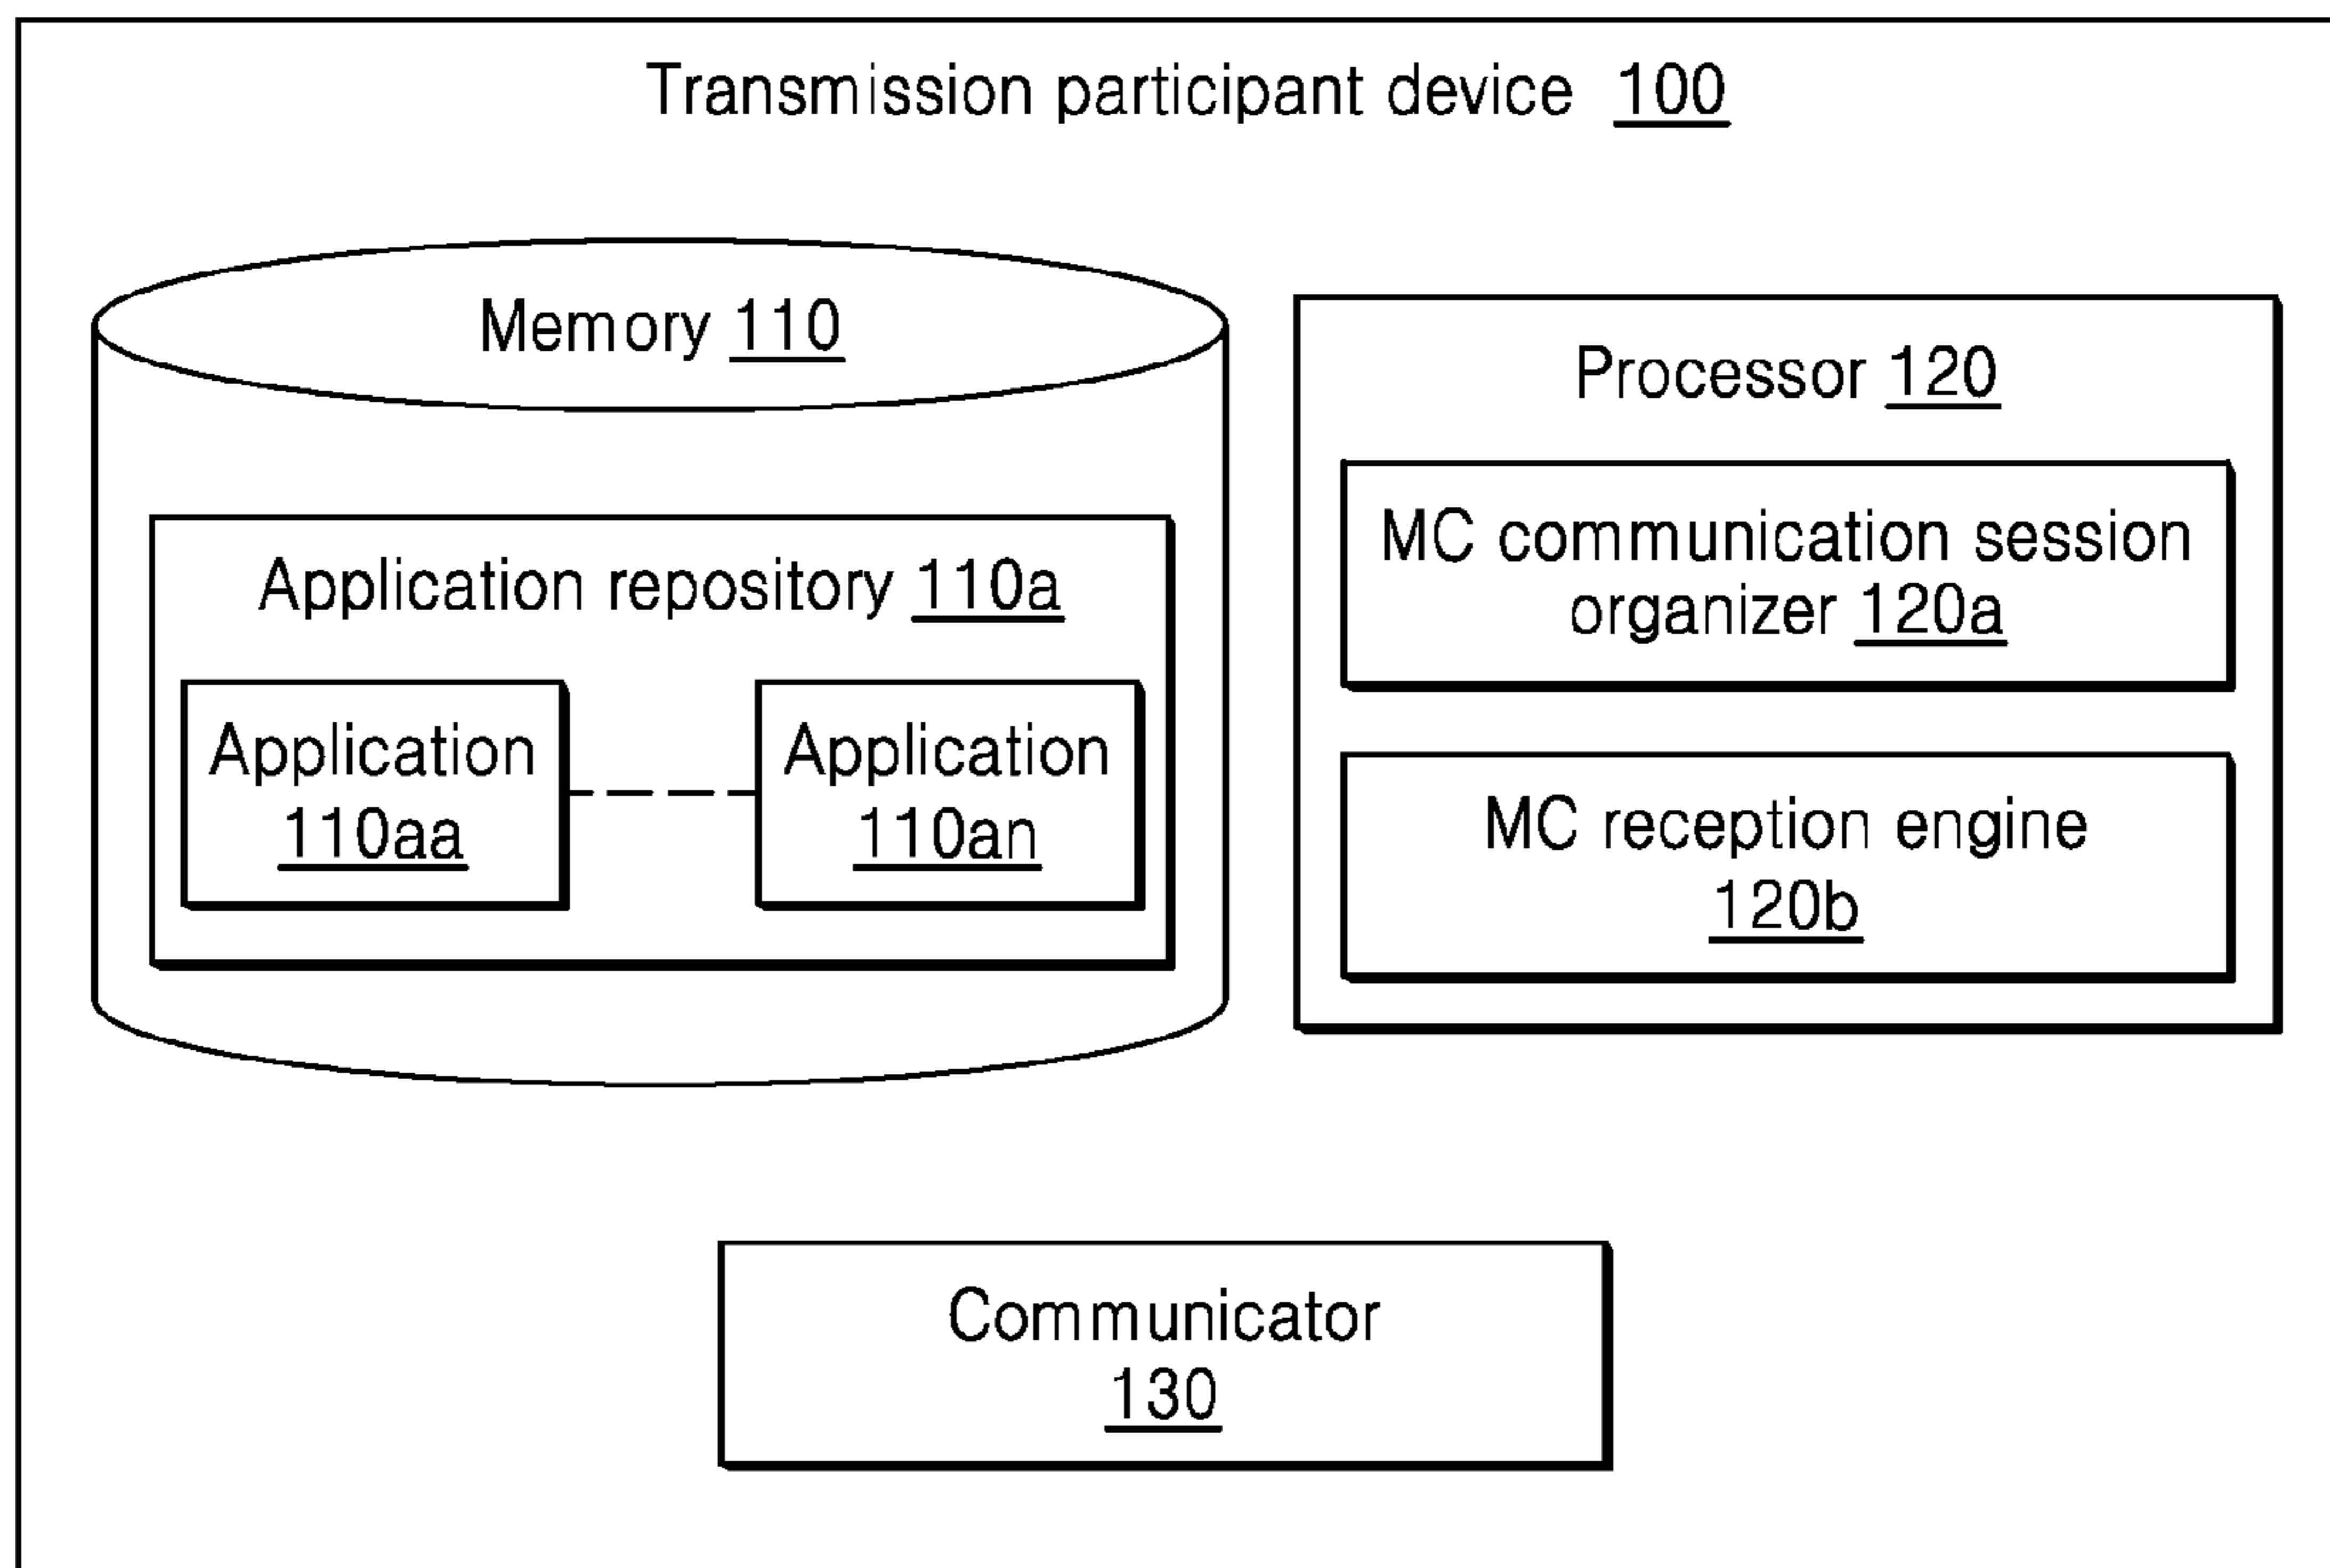 Transmission participant device 100
Memory 110
Application repository 110a
Application
110aa
Application
110an
Processor 120
MC communication session
organizer 120a
MC reception engine
120b
Communicator
130